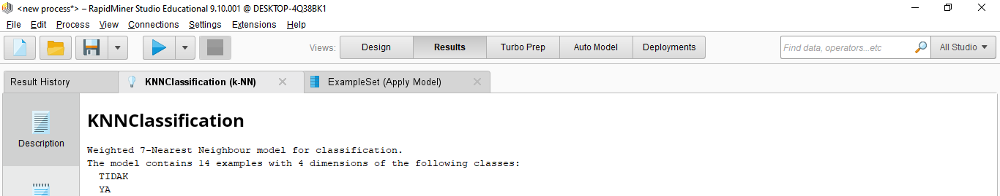 <new process*> – RapidMiner Studio Educational 9.10.001 @ DESKTOP-4Q38BK1
File Edit Process View Connections Settings Extensions Help
Views: Design Results Turbo Prep Auto Model Deployments Find data, operators...etc All Studio
Result History KNNClassification (k-NN) ExampleSet (Apply Model)
KNNClassification
Description
Weighted 7-Nearest Neighbour model for classification.
The model contains 14 examples with 4 dimensions of the following classes:
TIDAK
YA